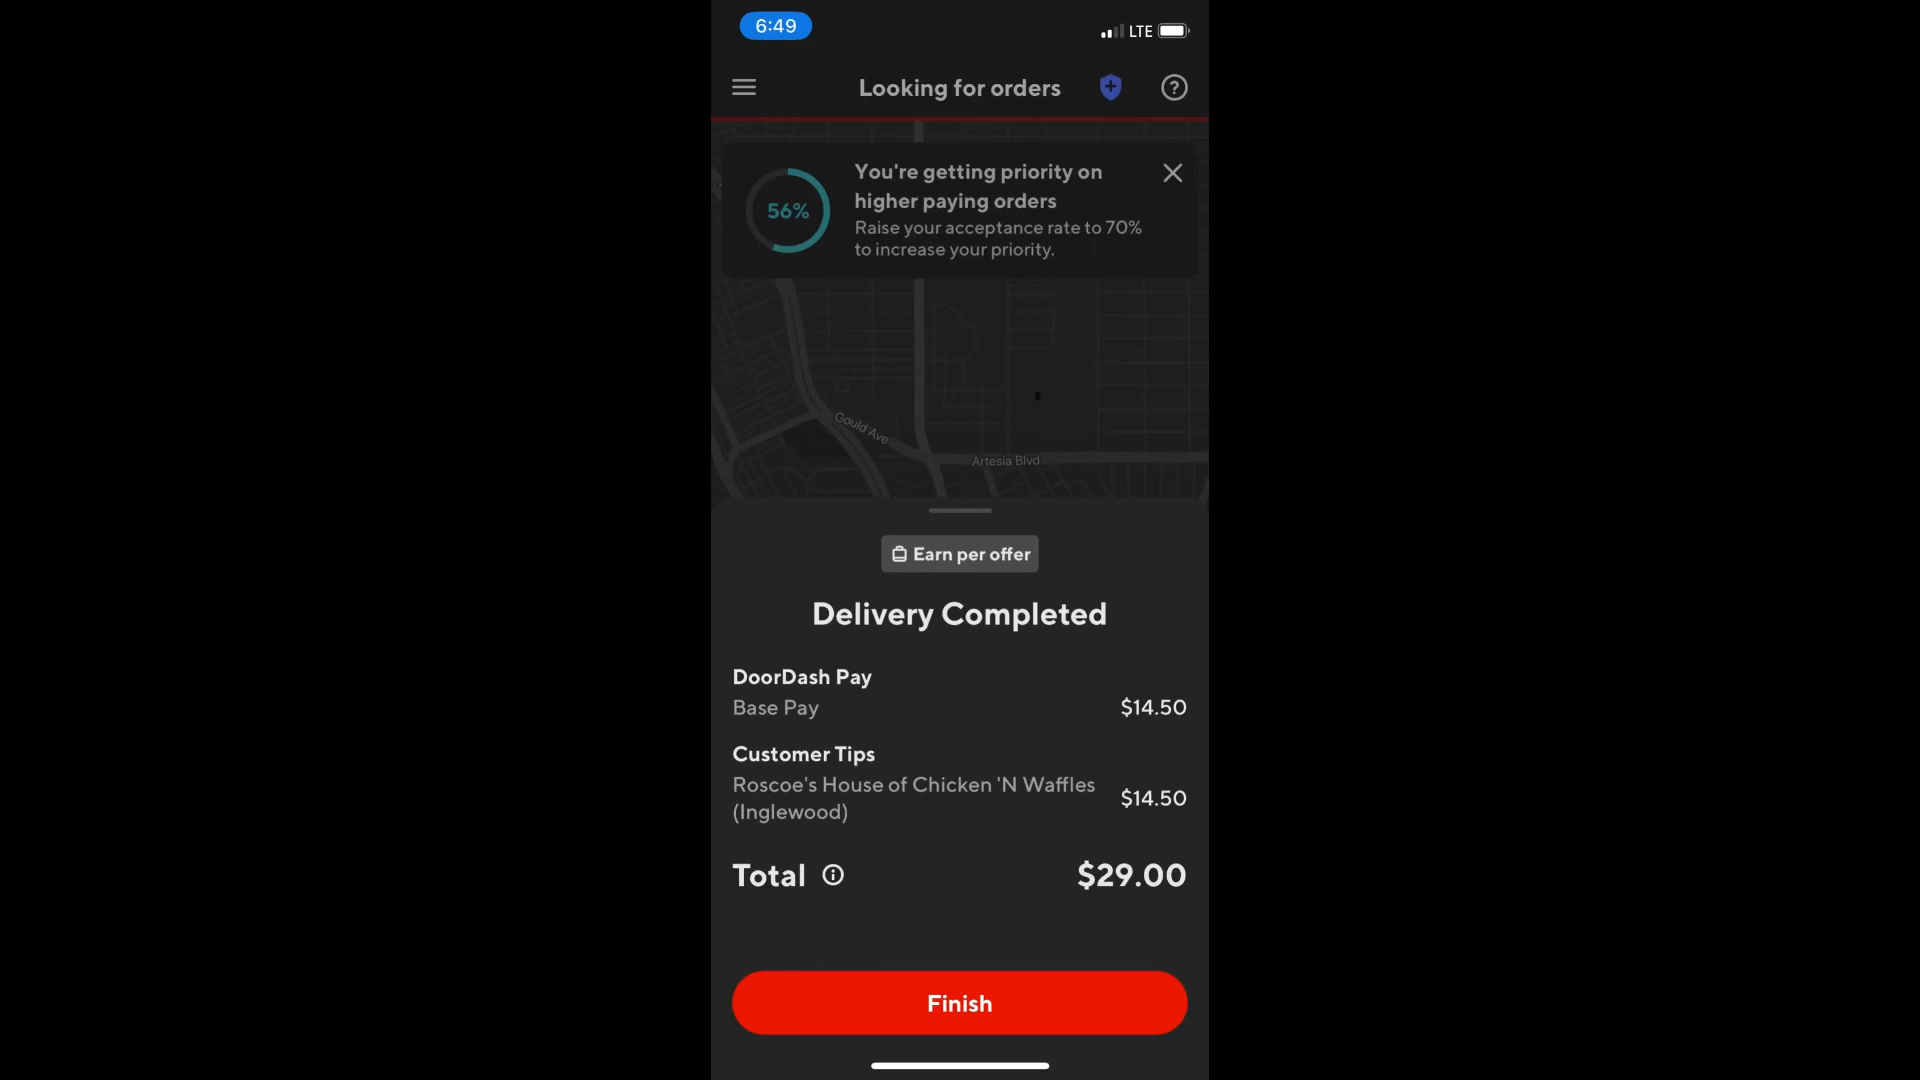 6:49
LTE
Looking for orders
?
56%
You're getting priority on
higher paying orders
Raise your acceptance rate to 70%
to increase your priority.
Gould Ave
Artesia Blvd
Earn per offer
Delivery Completed
DoorDash Pay
Base Pay
$14.50
Customer Tips
Roscoe's House of Chicken 'N Waffles
(Inglewood)
$14.50
Total
$29.00
Finish